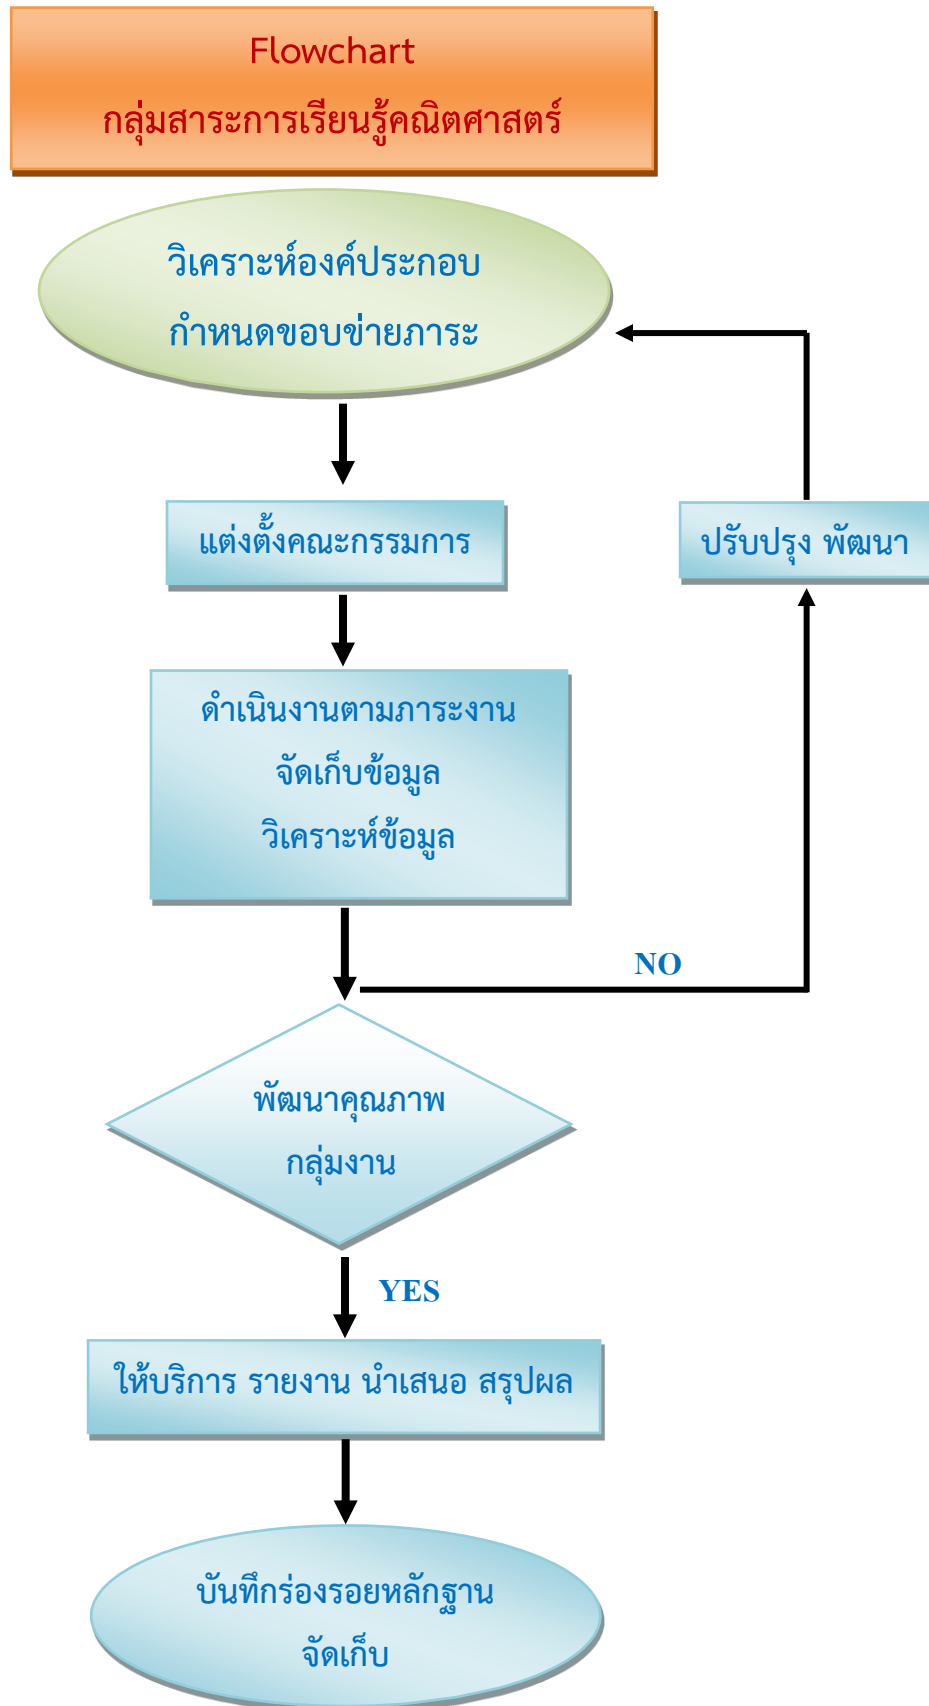 Flowchart
กลุ่มสาระการเรียนรู้คณิตศาสตร์
วิเคราะห์องค์ประกอบ
กำหนดขอบข่ายภาระ
แต่งตั้งคณะกรรมการ
ปรับปรุง พัฒนา
ดำเนินงานตามภาระงาน
จัดเก็บข้อมูล
วิเคราะห์ข้อมูล
NO
พัฒนาคุณภาพ
กลุ่มงาน
YES
ให้บริการ รายงาน นำเสนอ สรุปผล
บันทึกร่องรอยหลักฐาน
จัดเก็บ